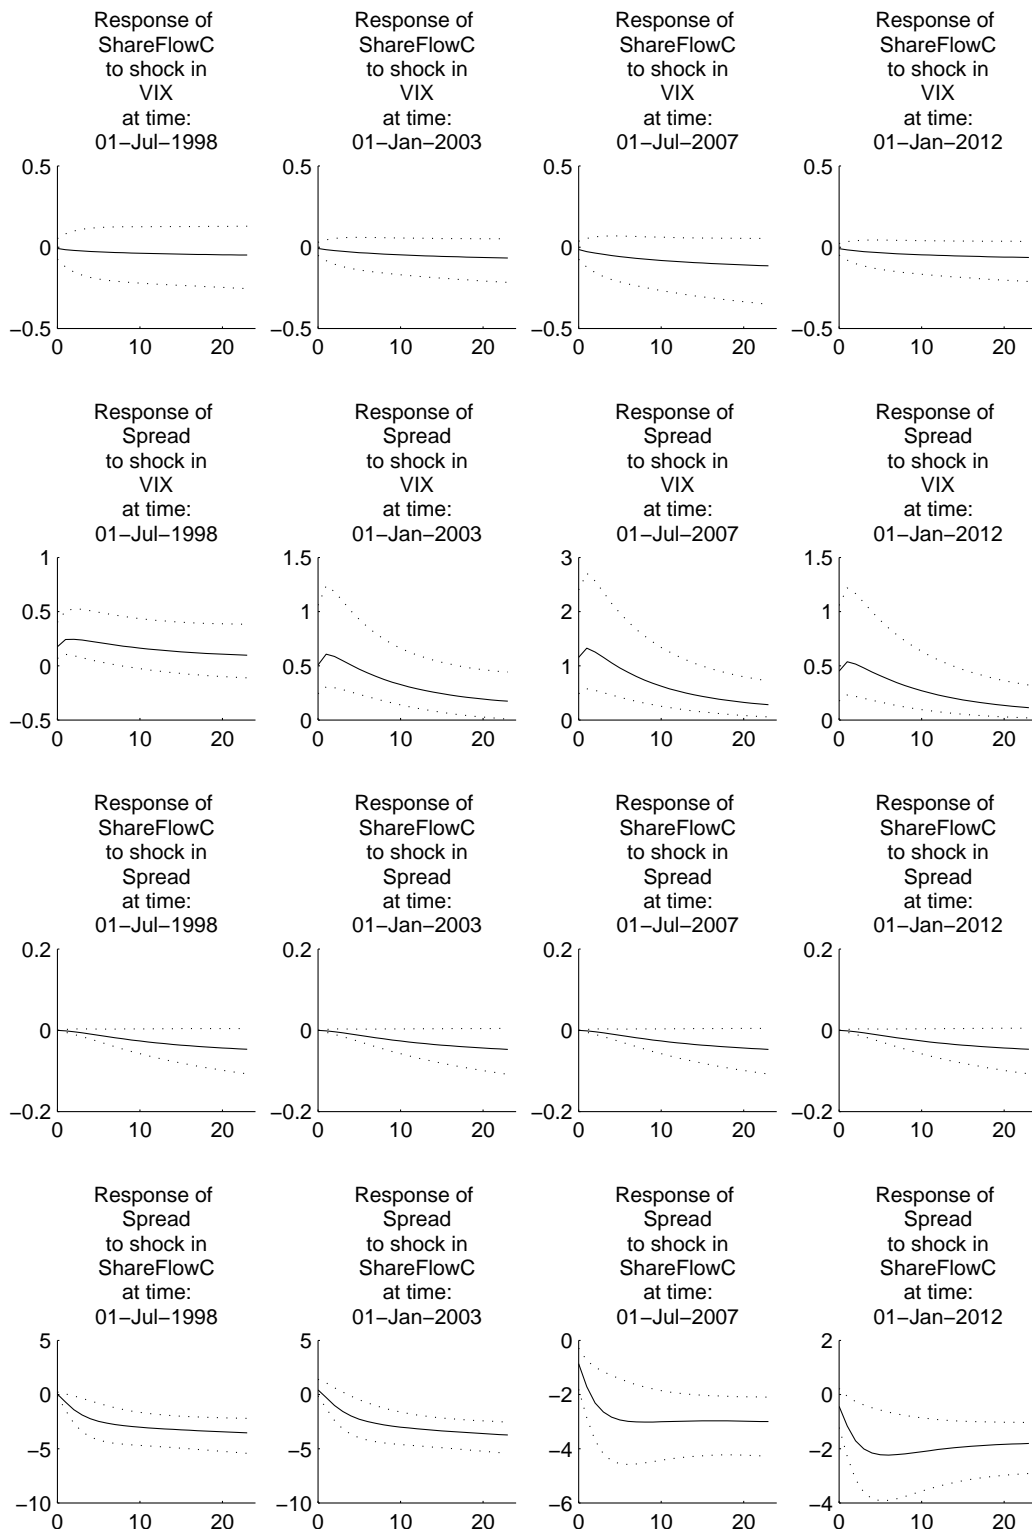 Response of
ShareFlowC
to shock in
VIX
at time:
01−Jul−1998
0.5
0
−0.5
0
10
20
Response of
ShareFlowC
to shock in
VIX
at time:
01−Jan−2003
0.5
0
−0.5
0
10
20
Response of
ShareFlowC
to shock in
VIX
at time:
01−Jul−2007
0.5
0
−0.5
0
10
20
Response of
ShareFlowC
to shock in
VIX
at time:
01−Jan−2012
0.5
0
−0.5
0
10
20
Response of
Spread
to shock in
VIX
at time:
01−Jul−1998
1
0.5
0
−0.5
0
10
20
Response of
Spread
to shock in
VIX
at time:
01−Jan−2003
1.5
1
0.5
0
0
10
20
Response of
Spread
to shock in
VIX
at time:
01−Jul−2007
3
2
1
0
0
10
20
Response of
Spread
to shock in
VIX
at time:
01−Jan−2012
1.5
1
0.5
0
0
10
20
Response of
ShareFlowC
to shock in
Spread
at time:
01−Jul−1998
0.2
0
−0.2
0
10
20
Response of
ShareFlowC
to shock in
Spread
at time:
01−Jan−2003
0.2
0
−0.2
0
10
20
Response of
ShareFlowC
to shock in
Spread
at time:
01−Jul−2007
0.2
0
−0.2
0
10
20
Response of
ShareFlowC
to shock in
Spread
at time:
01−Jan−2012
0.2
0
−0.2
0
10
20
Response of
Spread
to shock in
ShareFlowC
at time:
01−Jul−1998
5
0
−5
−10
0
10
20
Response of
Spread
to shock in
ShareFlowC
at time:
01−Jan−2003
5
0
−5
−10
0
10
20
Response of
Spread
to shock in
ShareFlowC
at time:
01−Jul−2007
0
−2
−4
−6
0
10
20
Response of
Spread
to shock in
ShareFlowC
at time:
01−Jan−2012
2
0
−2
−4
0
10
20